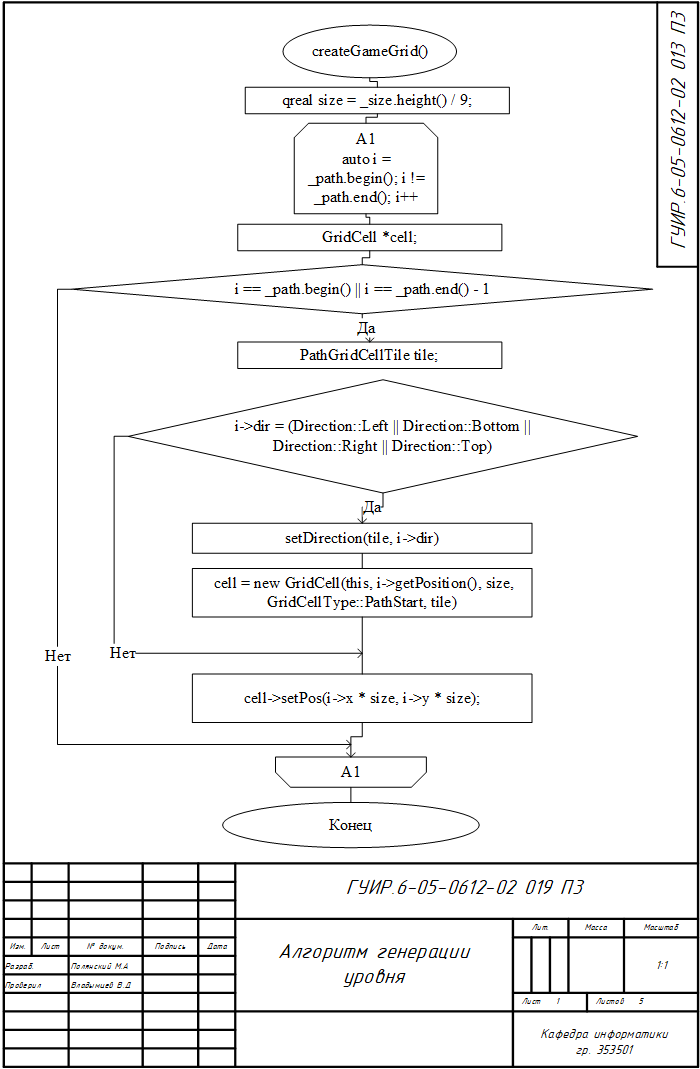 ГУИР.6-05-0612-02 013 ПЗ
createGameGrid()
qreal size = _size.height() / 9;
A1
auto i =
_path.begin(); i !=
_path.end(); i++
GridCell *cell;
i == _path.begin() || i == _path.end() - 1
Да
PathGridCellTile tile;
i->dir = (Direction::Left || Direction::Bottom ||
Direction::Right || Direction::Top)
Да
setDirection(tile, i->dir)
cell = new GridCell(this, i->getPosition(), size,
GridCellType::PathStart, tile)
Нет
Нет
cell->setPos(i->x * size, i->y * size);
A1
Конец
ГУИР.6-05-0612-02 019 ПЗ
Изм. Лист № докум. Подпись Дата
Разраб. Полянский М.А
Проверил Владымцев В.Д
Алгоритм генерации
уровня
Лит. Масса Масштаб
1:1
Лист 1 Листов 5
Кафедра информатики
гр. 353501